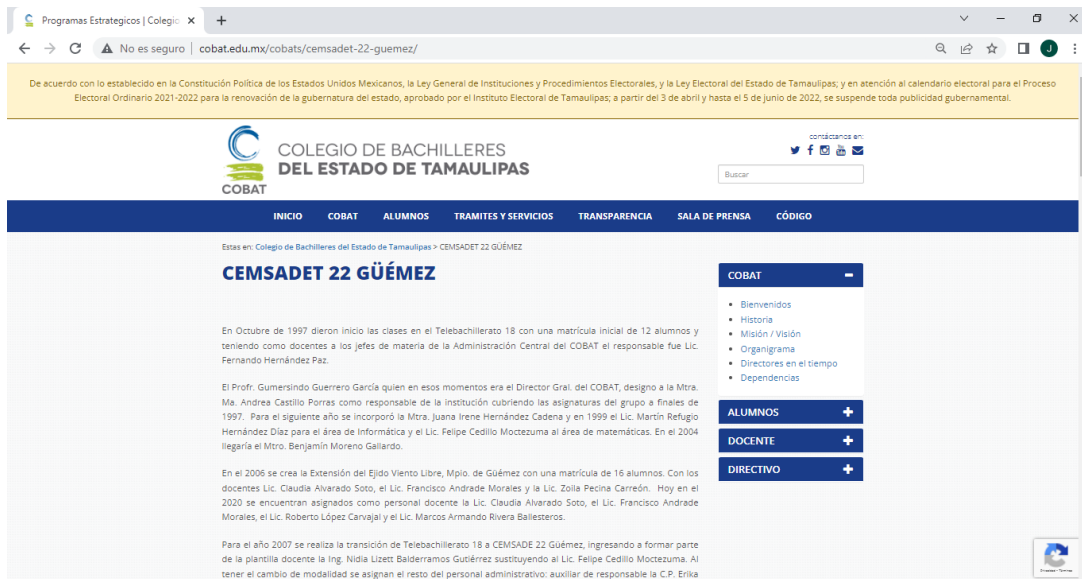 Programas Estrategicos | Colegio
No es seguro | cobat.edu.mx/cobats/cemsadet-22-guemez/
J
De acuerdo con lo establecido en la Constitución Política de los Estados Unidos Mexicanos, la Ley General de Instituciones y Procedimientos Electorales, y la Ley Electoral del Estado de Tamaulipas; y en atención al calendario electoral para el Proceso
Electoral Ordinario 2021-2022 para la renovación de la gubernatura del estado, aprobado por el Instituto Electoral de Tamaulipas; a partir del 3 de abril y hasta el 5 de junio de 2022, se suspende toda publicidad gubernamental.
COBAT
COLEGIO DE BACHILLERES
DEL ESTADO DE TAMAULIPAS
contáctanos en:
Buscar
INICIO COBAT ALUMNOS TRAMITES Y SERVICIOS TRANSPARENCIA SALA DE PRENSA CÓDIGO
Estas en: Colegio de Bachilleres del Estado de Tamaulipas > CEMSADET 22 GÜÉMEZ
CEMSADET 22 GÜÉMEZ
En Octubre de 1997 dieron inicio las clases en el Telebachillerato 18 con una matrícula inicial de 12 alumnos y
teniendo como docentes a los jefes de materia de la Administración Central del COBAT el responsable fue Lic.
Fernando Hernández Paz.
El Profr. Gumersindo Guerrero García quien en esos momentos era el Director Gral. del COBAT, designo a la Mtra.
Ma. Andrea Castillo Porras como responsable de la institución cubriendo las asignaturas del grupo a finales de
1997. Para el siguiente año se incorporó la Mtra. Juana Irene Hernández Cadena y en 1999 el Lic. Martín Refugio
Hernández Díaz para el área de Informática y el Lic. Felipe Cedillo Moctezuma al área de matemáticas. En el 2004
llegaría el Mtro. Benjamín Moreno Gallardo.
En el 2006 se crea la Extensión del Ejido Viento Libre, Mpio. de Güémez con una matrícula de 16 alumnos. Con los
docentes Lic. Claudia Alvarado Soto, el Lic. Francisco Andrade Morales y la Lic. Zoila Pecina Carreón. Hoy en el
2020 se encuentran asignados como personal docente la Lic. Claudia Alvarado Soto, el Lic. Francisco Andrade
Morales, el Lic. Roberto López Carvajal y el Lic. Marcos Armando Rivera Ballesteros.
Para el año 2007 se realiza la transición de Telebachillerato 18 a CEMSADE 22 Güémez, ingresando a formar parte
de la plantilla docente la Ing. Nidia Lizett Balderramos Gutiérrez sustituyendo al Lic. Felipe Cedillo Moctezuma. Al
tener el cambio de modalidad se asignan el resto del personal administrativo: auxiliar de responsable la C.P. Erika
COBAT
Bienvenidos
Historia
Misión / Visión
Organigrama
Directores en el tiempo
Dependencias
ALUMNOS
DOCENTE
DIRECTIVO